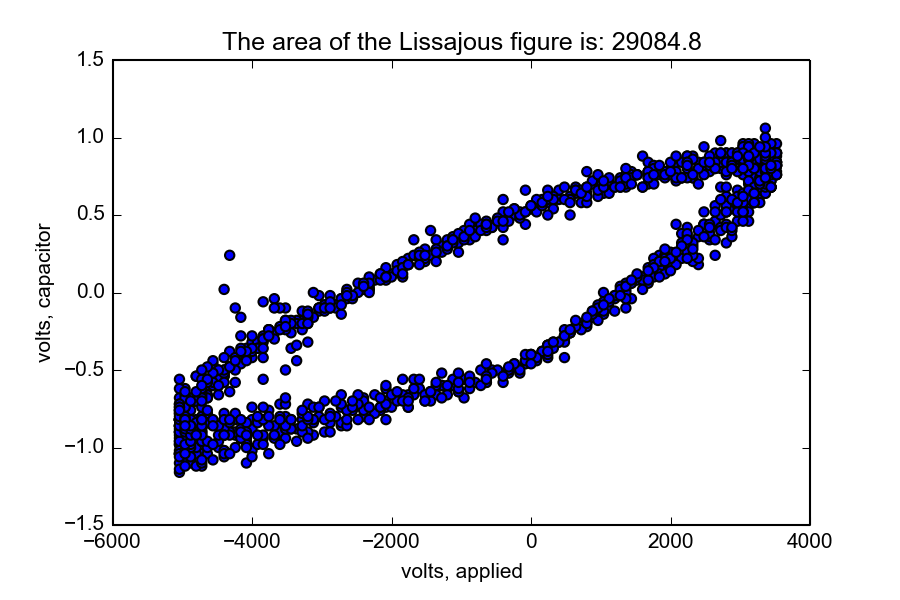 The area of the Lissajous figure is: 29084.8
1.5
1.0
0.5
0.0
−0.5
−1.0
−1.5
volts, capacitor
−6000 −4000 −2000 0 2000 4000
volts, applied